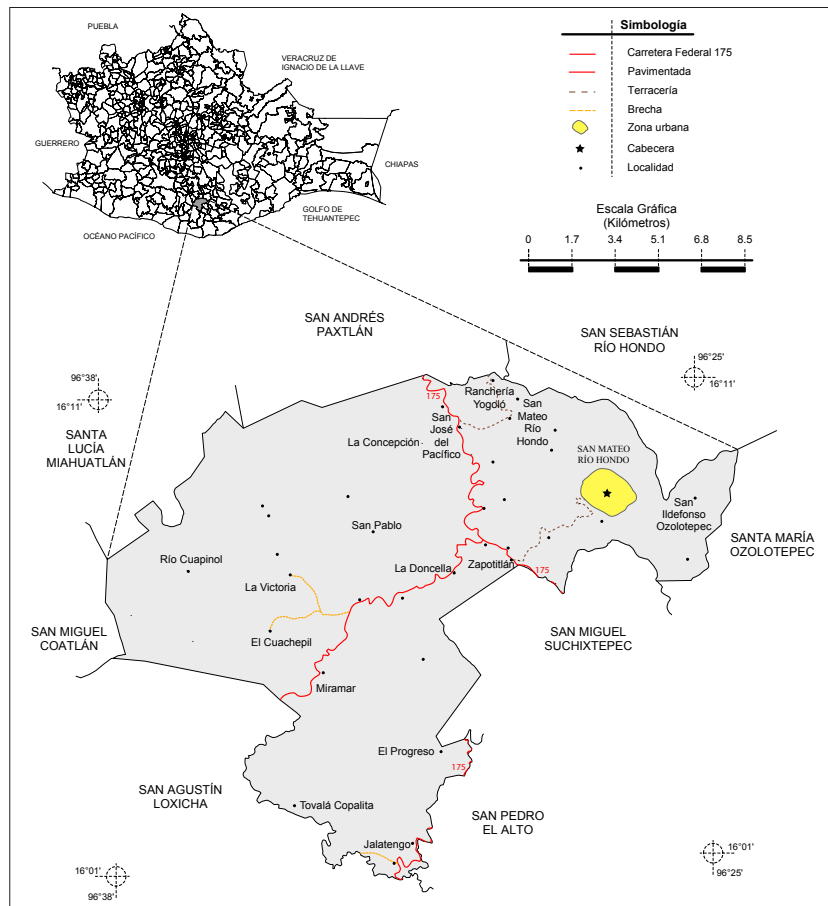 PUEBLA
VERACRUZ DE
IGNACIO DE LA LLAVE
GUERRERO
CHIAPAS
GOLFO DE
TEHUANTEPEC
OCÉANO PACÍFICO
Simbología
Carretera Federal 175
Pavimentada
Terracería
Brecha
Zona urbana
Cabecera
Localidad
Escala Gráfica
(Kilómetros)
0 1.7 3.4 5.1 6.8 8.5
SAN ANDRÉS
PAXTLÁN
SAN SEBASTIÁN
RÍO HONDO
96°38'
16°11'
96°25'
16°11'
SANTA
LUCÍA
MIAHUATLÁN
175
Ranchería
Yogoló
San
José
del
Pacífico
San
Mateo
Río
Hondo
La Concepción
SAN MATEO
RÍO HONDO
San
Ildefonso
Ozolotepec
SANTA MARÍA
OZOLOTEPEC
San Pablo
Río Cuapinol
La Victoria
La Doncella
Zapotitlán
175
El Cuachepil
SAN MIGUEL
COATLÁN
SAN MIGUEL
SUCHIXTEPEC
Miramar
El Progreso
175
SAN AGUSTÍN
LOXICHA
Tovalá Copalita
SAN PEDRO
EL ALTO
Jalatengo
16°01'
96°38'
16°01'
96°25'